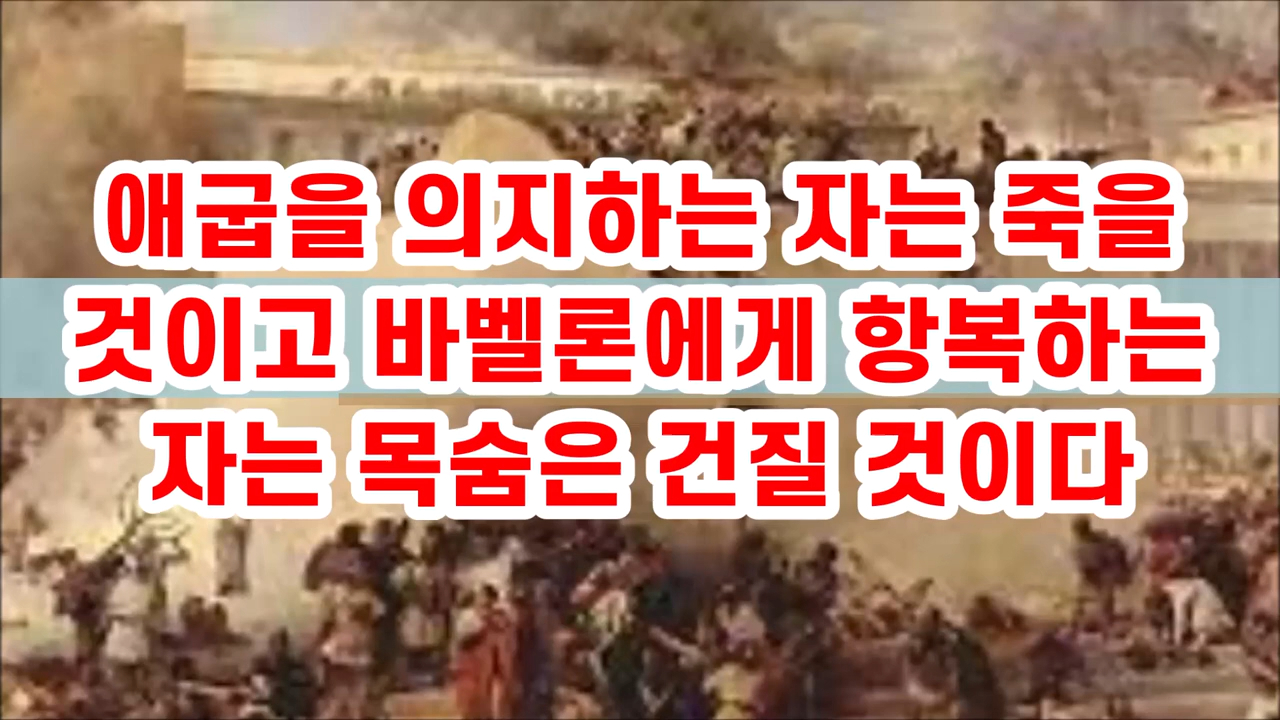 애굽을 의지하는 자는 죽을
것이고 바벨론에게 항복하는
자는 목숨은 건질 것이다